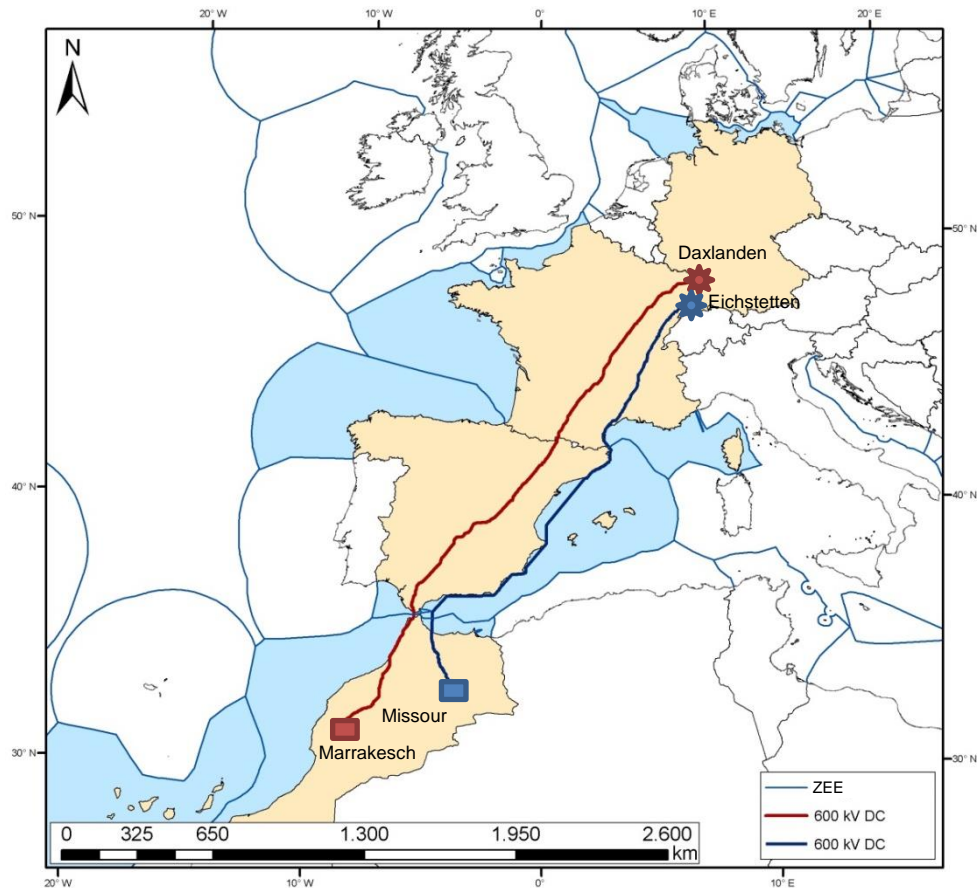 20° W 10° W 0° 10° E 20° E
N
50° N 50° N
Daxlanden
Eichstetten
40° N 40° N
Missour
Marrakesch
30° N 30° N
ZEE
600 kV DC
600 kV DC
0 325 650 1.300 1.950 2.600
km
20° W 10° W 0° 10° E